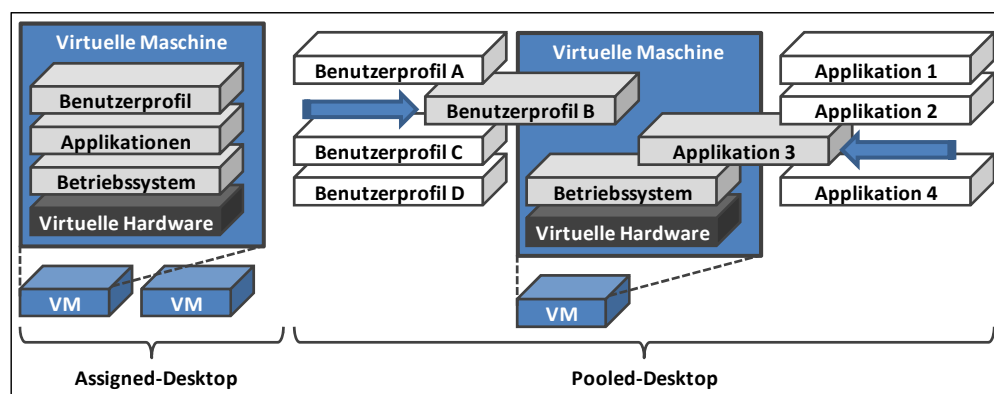 Virtuelle Maschine
Benutzerprofil
Applikationen
Betriebssystem
Virtuelle Hardware
VM
VM
Assigned-Desktop
Benutzerprofil A
Benutzerprofil B
Benutzerprofil C
Benutzerprofil D
Virtuelle Maschine
Betriebssystem
Virtuelle Hardware
VM
Applikation 1
Applikation 2
Applikation 3
Applikation 4
Pooled-Desktop